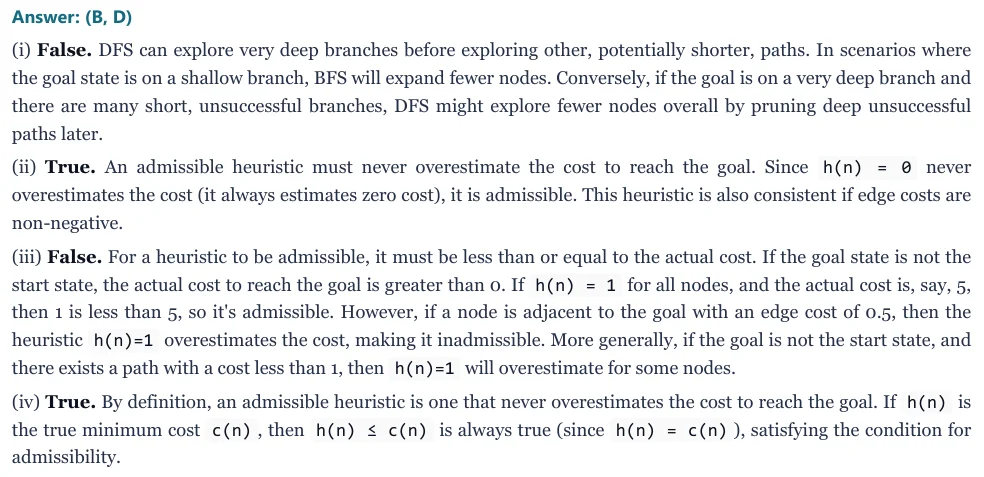 Answer: (B, D)
(i) False. DFS can explore very deep branches before exploring other, potentially shorter, paths. In scenarios where
the goal state is on a shallow branch, BFS will expand fewer nodes. Conversely, if the goal is on a very deep branch and
there are many short, unsuccessful branches, DFS might explore fewer nodes overall by pruning deep unsuccessful
paths later.
(ii) True. An admissible heuristic must never overestimate the cost to reach the goal. Since h(n) = 0 never
overestimates the cost (it always estimates zero cost), it is admissible. This heuristic is also consistent if edge costs are
non-negative.
(iii) False. For a heuristic to be admissible, it must be less than or equal to the actual cost. If the goal state is not the
start state, the actual cost to reach the goal is greater than 0. If h(n) = 1 for all nodes, and the actual cost is, say, 5,
then 1 is less than 5, so it's admissible. However, if a node is adjacent to the goal with an edge cost of 0.5, then the
heuristic h(n)=1 overestimates the cost, making it inadmissible. More generally, if the goal is not the start state, and
there exists a path with a cost less than 1, then h(n)=1 will overestimate for some nodes.
(iv) True. By definition, an admissible heuristic is one that never overestimates the cost to reach the goal. If h(n) is
the true minimum cost c(n) , then h(n) ≤ c(n) is always true (since h(n) = c(n) ), satisfying the condition for
admissibility.